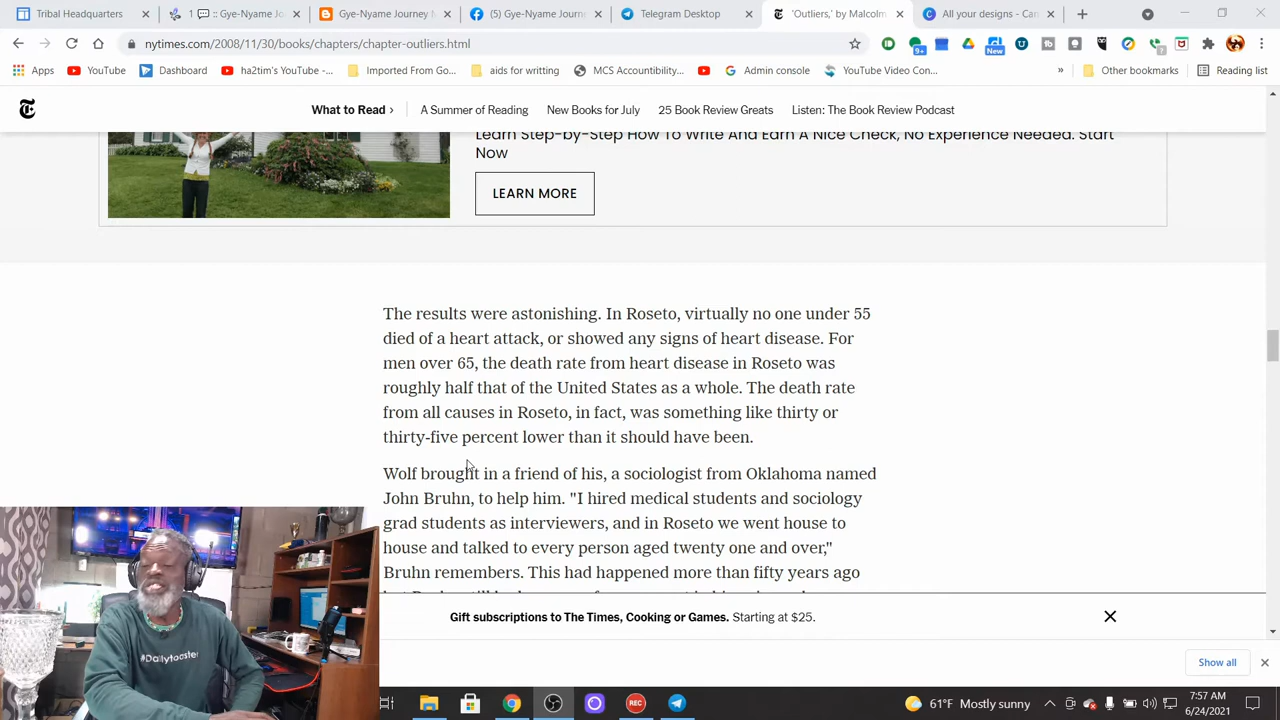 Tribal Headquarters
1 :: Gye-Nyame Jo
Gye-Nyame Journey N
(5) Gye-Nyame Journ
Telegram Desktop
'Outliers,' by Malcolm
All your designs - Can
nytimes.com/2008/11/30/books/chapters/chapter-outliers.html
9+
New
Apps
YouTube
Dashboard
ha2tim's YouTube -...
Imported From Go...
aids for writting
MCS Accountibility...
Admin console
YouTube Video Con...
»
Other bookmarks
Reading list
What to Read ›
A Summer of Reading
New Books for July
25 Book Review Greats
Listen: The Book Review Podcast
Learn Step-by-Step How To Write And Earn A Nice Check, No Experience Needed. Start
Now
LEARN MORE
The results were astonishing. In Roseto, virtually no one under 55
died of a heart attack, or showed any signs of heart disease. For
men over 65, the death rate from heart disease in Roseto was
roughly half that of the United States as a whole. The death rate
from all causes in Roseto, in fact, was something like thirty or
thirty-five percent lower than it should have been.
Wolf brought in a friend of his, a sociologist from Oklahoma named
John Bruhn, to help him. "I hired medical students and sociology
grad students as interviewers, and in Roseto we went house to
house and talked to every person aged twenty one and over,"
Bruhn remembers. This had happened more than fifty years ago
Gift subscriptions to The Times, Cooking or Games. Starting at $25.
Show all
#Dailytoaster
REC
61°F Mostly sunny
7:57 AM
6/24/2021